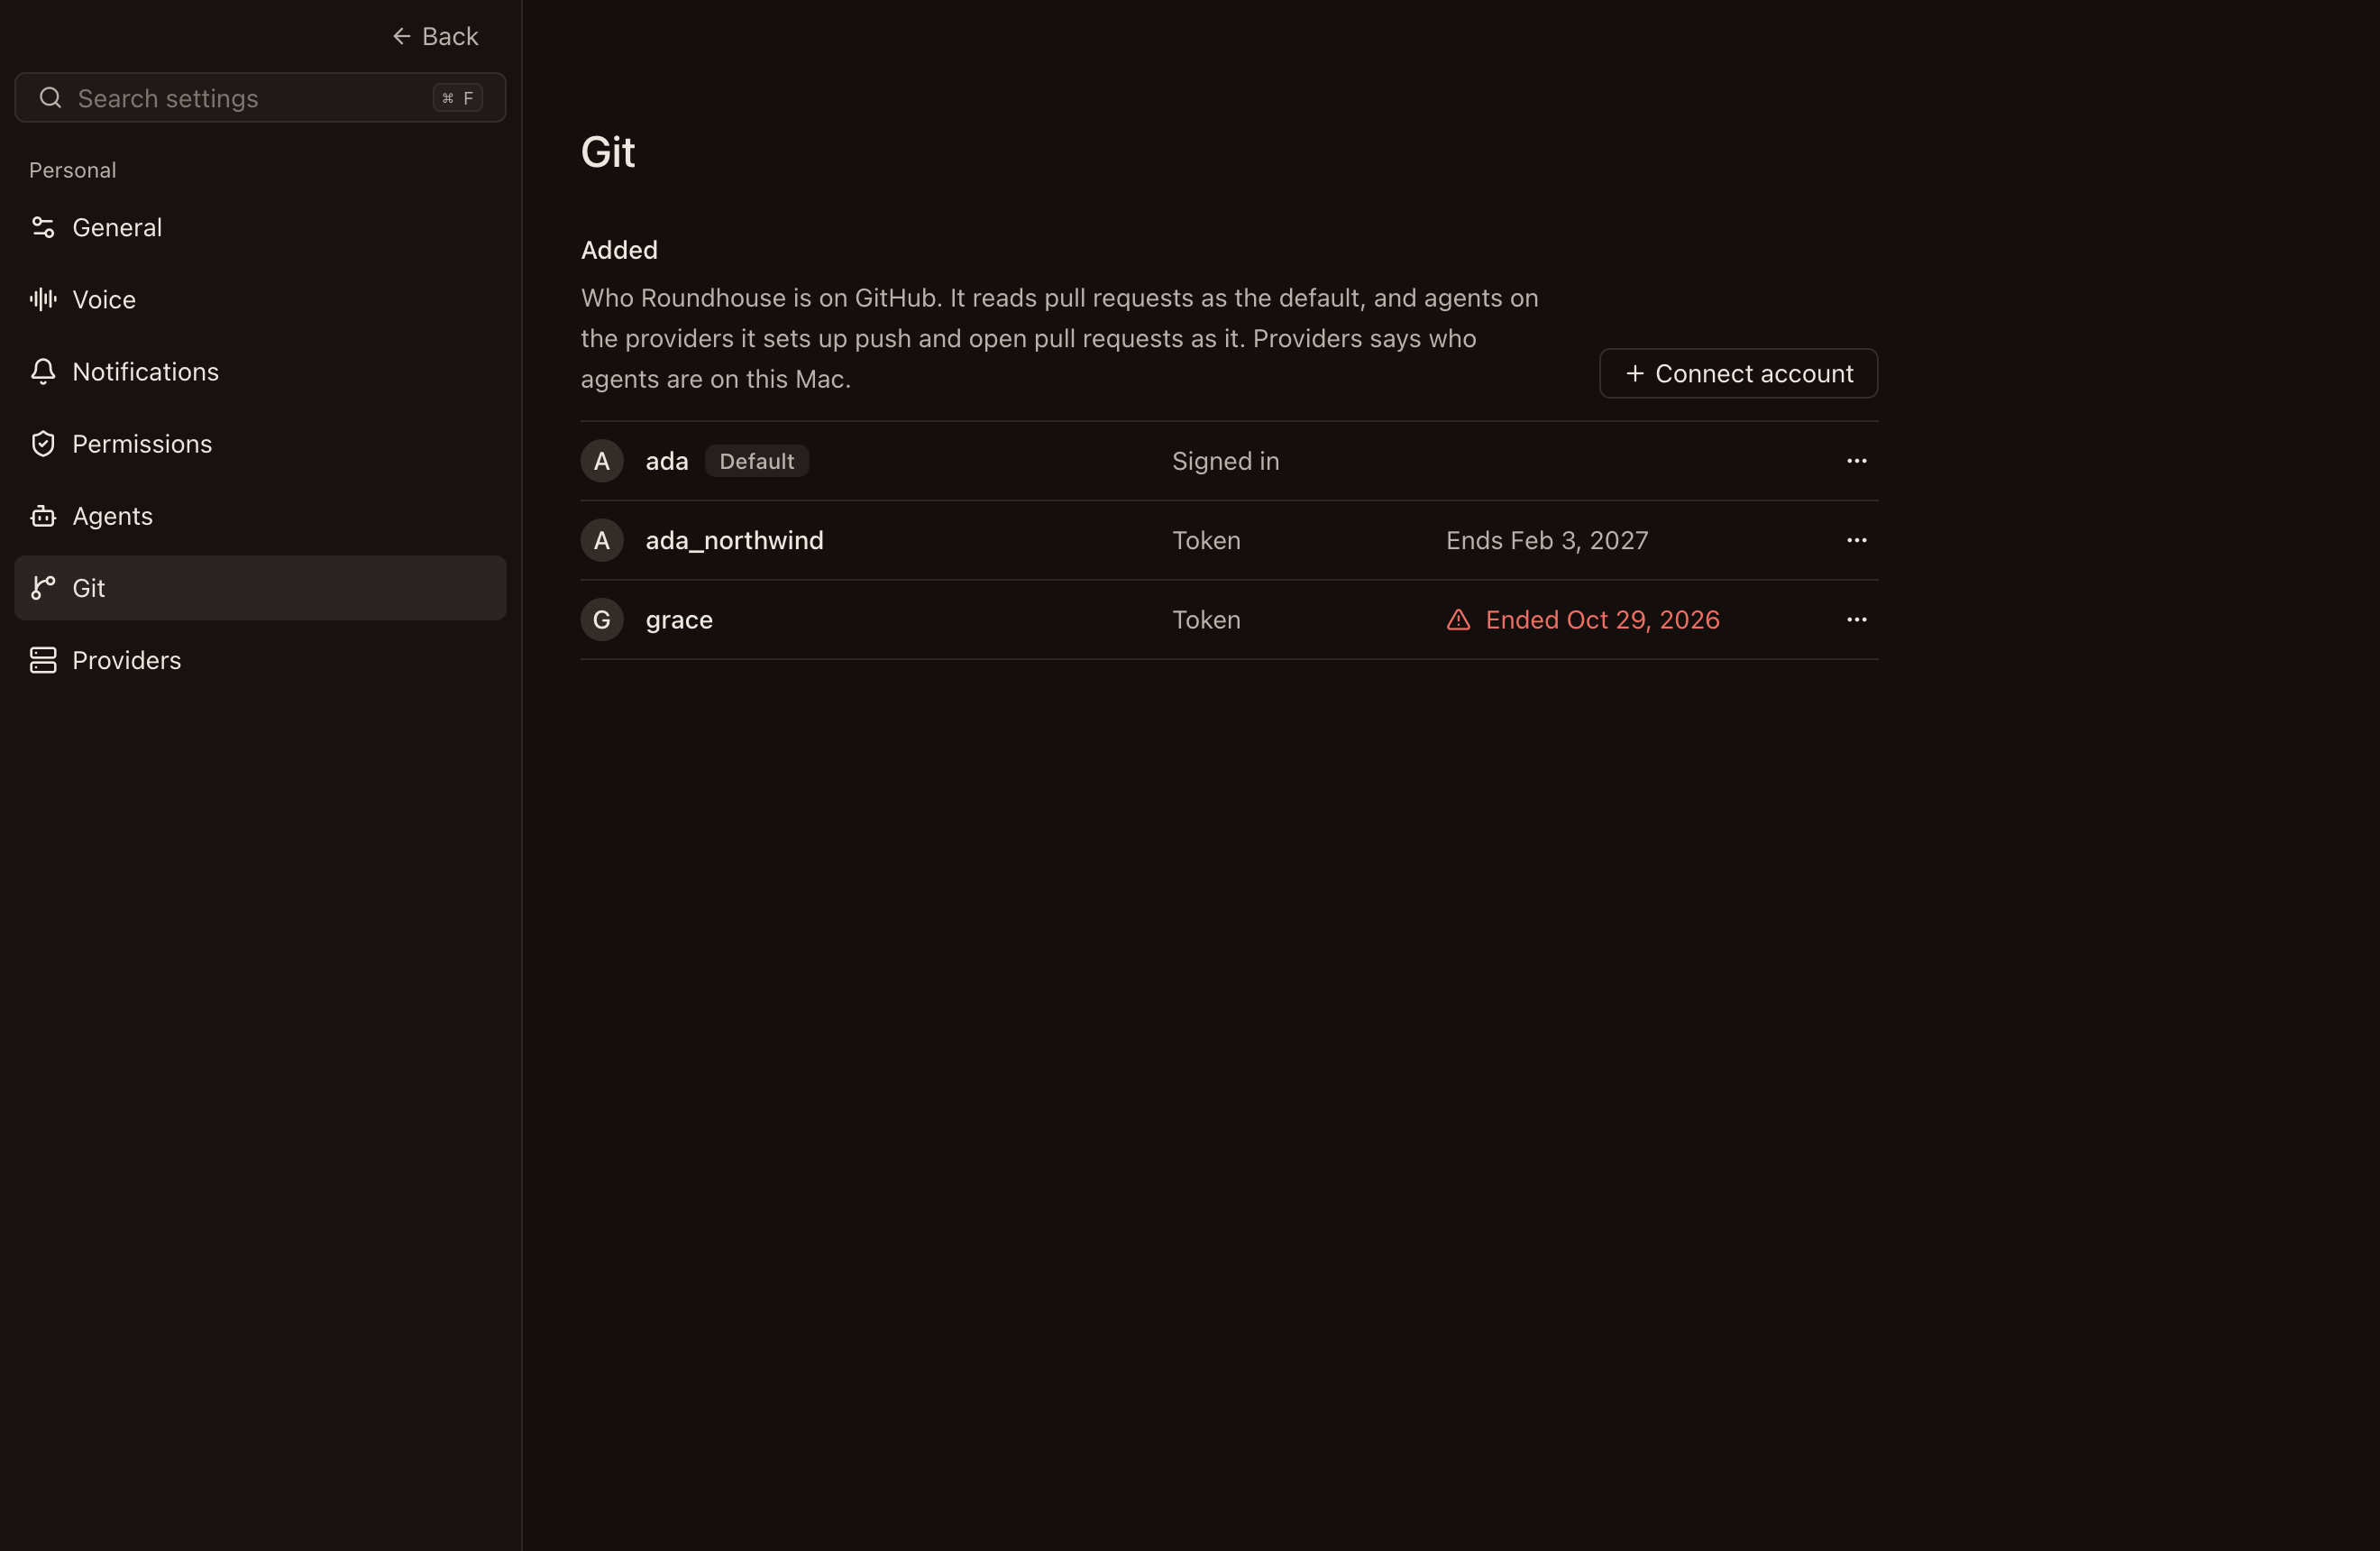 Back
Search settings
⌘ F
Personal
General
Voice
Notifications
Permissions
Agents
Git
Providers
Git
Added
Who Roundhouse is on GitHub. It reads pull requests as the default, and agents on
the providers it sets up push and open pull requests as it. Providers says who
agents are on this Mac.
Connect account
A ada Default Signed in
A ada_northwind Token Ends Feb 3, 2027
G grace Token Ended Oct 29, 2026